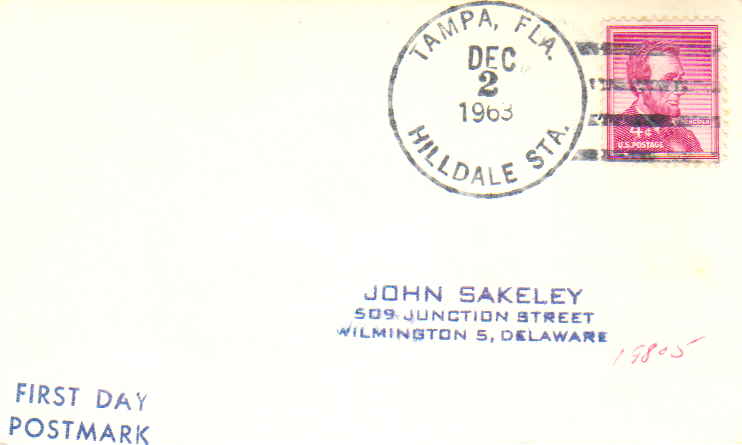 TAMPA, FLA.
DEC
2
1963
HILLDALE STA.
LINCOLN
4¢
U.S. POSTAGE
JOHN SAKELEY
509 JUNCTION STREET
WILMINGTON 5, DELAWARE
19805
FIRST DAY
POSTMARK